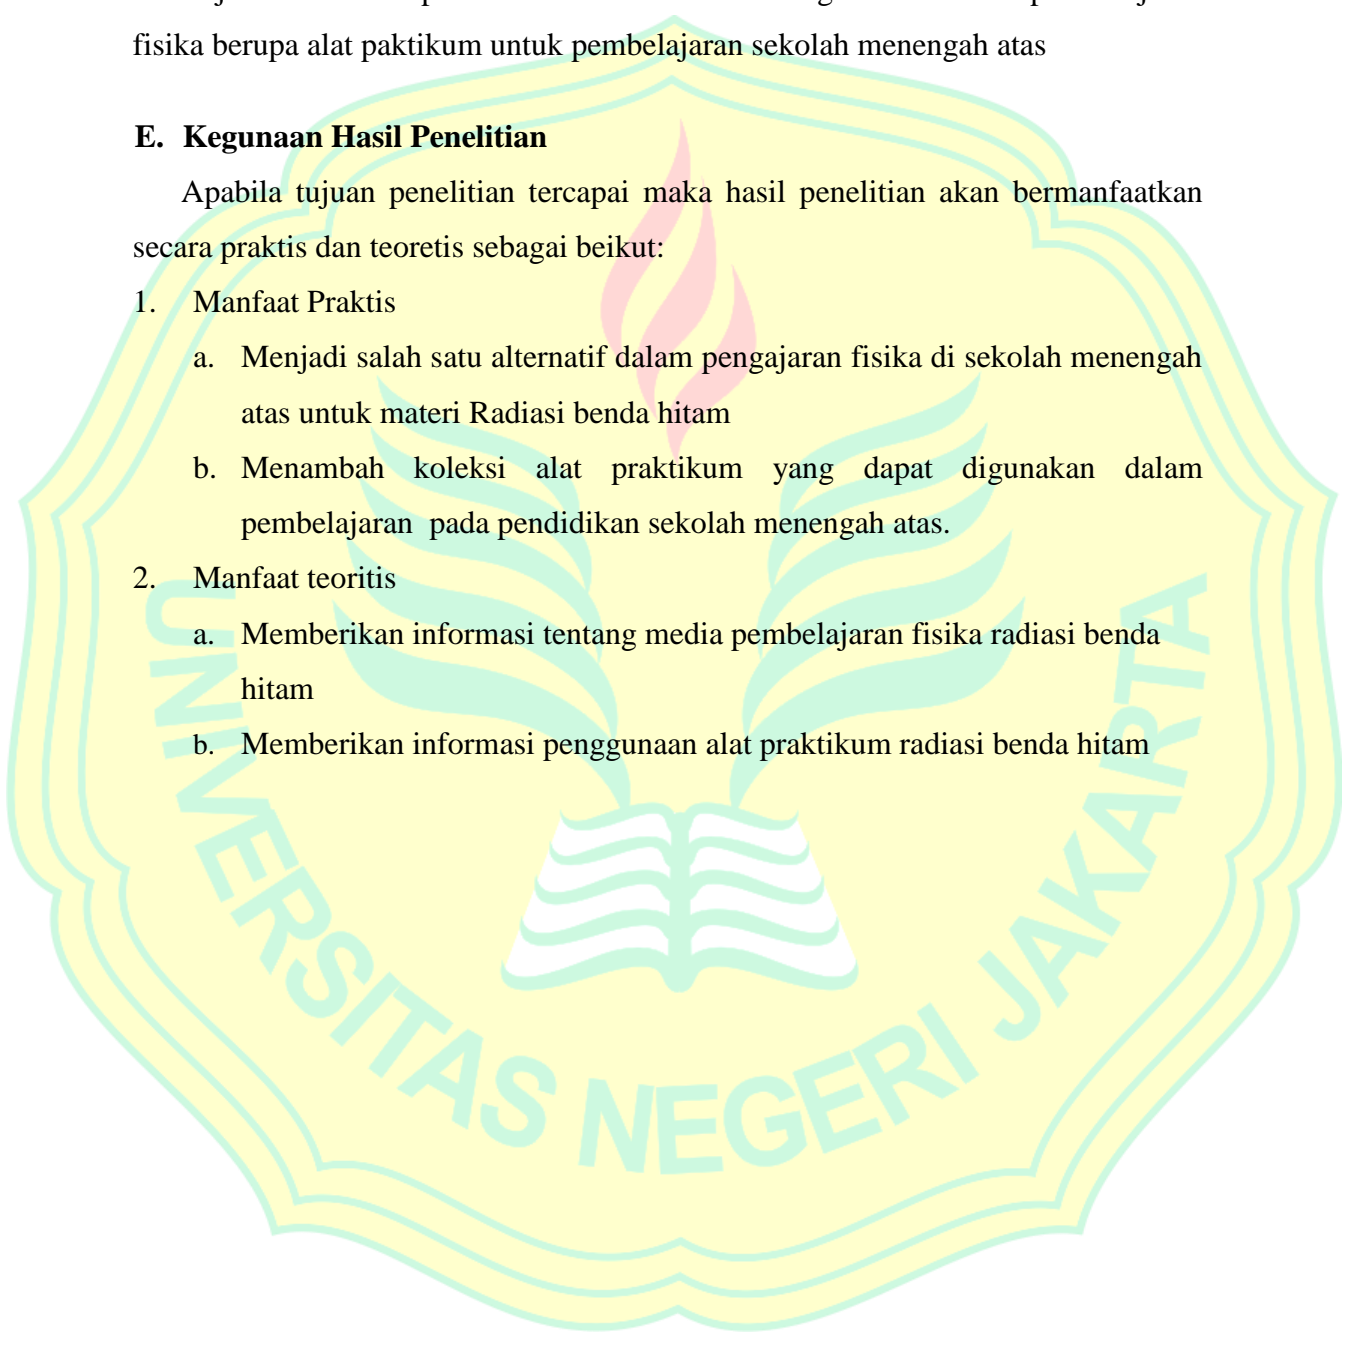 fisika berupa alat paktikum untuk pembelajaran sekolah menengah atas
E. Kegunaan Hasil Penelitian
Apabila tujuan penelitian tercapai maka hasil penelitian akan bermanfaatkan
secara praktis dan teoretis sebagai beikut:
1. Manfaat Praktis
a. Menjadi salah satu alternatif dalam pengajaran fisika di sekolah menengah
atas untuk materi Radiasi benda hitam
b. Menambah koleksi alat praktikum yang dapat digunakan dalam
pembelajaran pada pendidikan sekolah menengah atas.
2. Manfaat teoritis
a. Memberikan informasi tentang media pembelajaran fisika radiasi benda
hitam
b. Memberikan informasi penggunaan alat praktikum radiasi benda hitam
UNIVERSITAS NEGERI JAKARTA